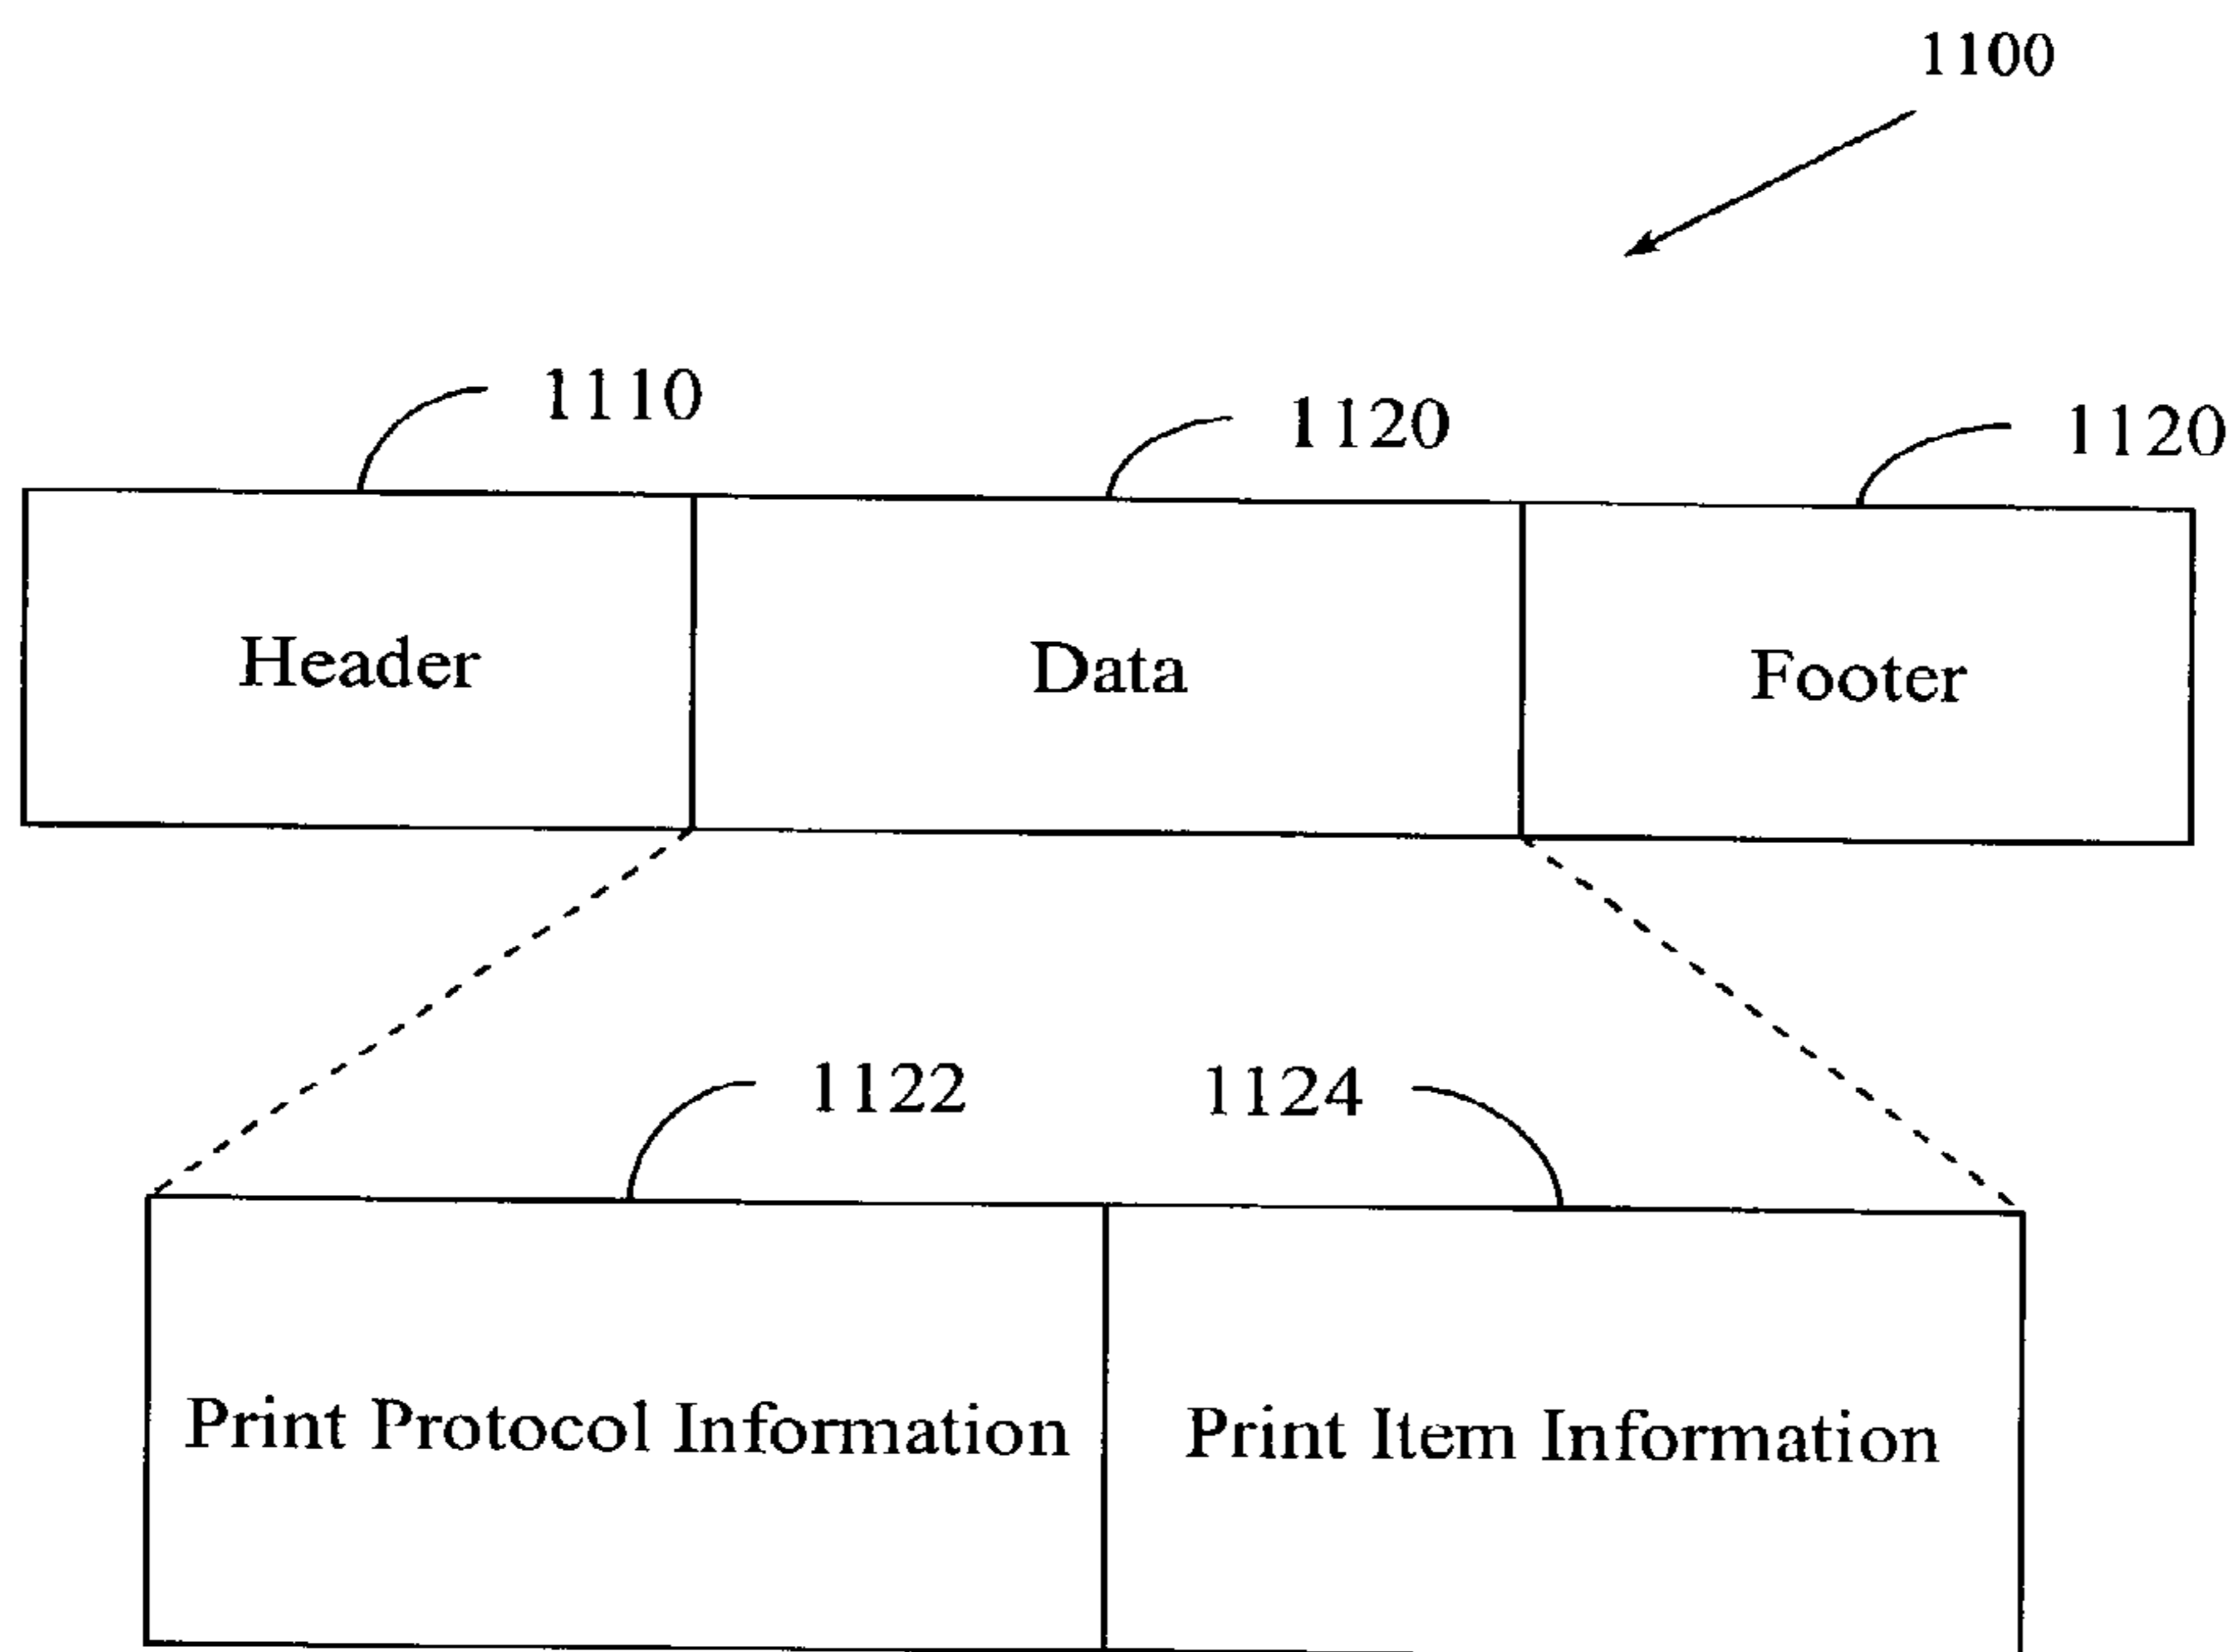 1100
1110
1120
1120
Header
Data
Footer
1122
1124
Print Protocol Information
Print Item Information